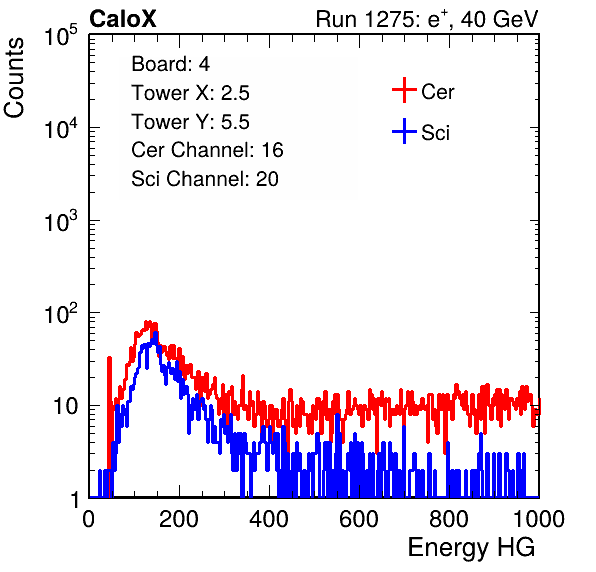 CaloX Run 1275: e⁺, 40 GeV
Counts
10⁵
10⁴
10³
10²
10
1
Board: 4
Tower X: 2.5
Tower Y: 5.5
Cer Channel: 16
Sci Channel: 20
Cer
Sci
0 200 400 600 800 1000
Energy HG